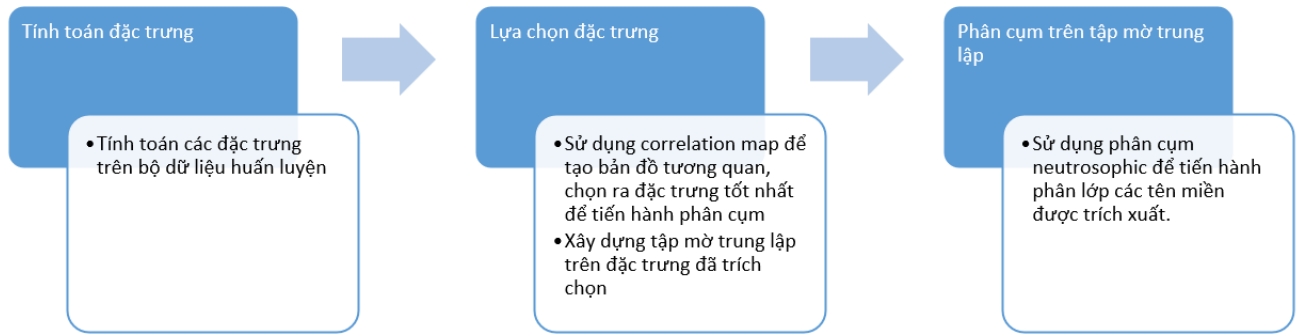 Tính toán đặc trưng
•Tính toán các đặc trưng
trên bộ dữ liệu huấn luyện
Lựa chọn đặc trưng
•Sử dụng correlation map để
tạo bản đồ tương quan,
chọn ra đặc trưng tốt nhất
để tiến hành phân cụm
•Xây dựng tập mờ trung lập
trên đặc trưng đã trích
chọn
Phân cụm trên tập mờ trung
lập
•Sử dụng phân cụm
neutrosophic để tiến hành
phân lớp các tên miền
được trích xuất.